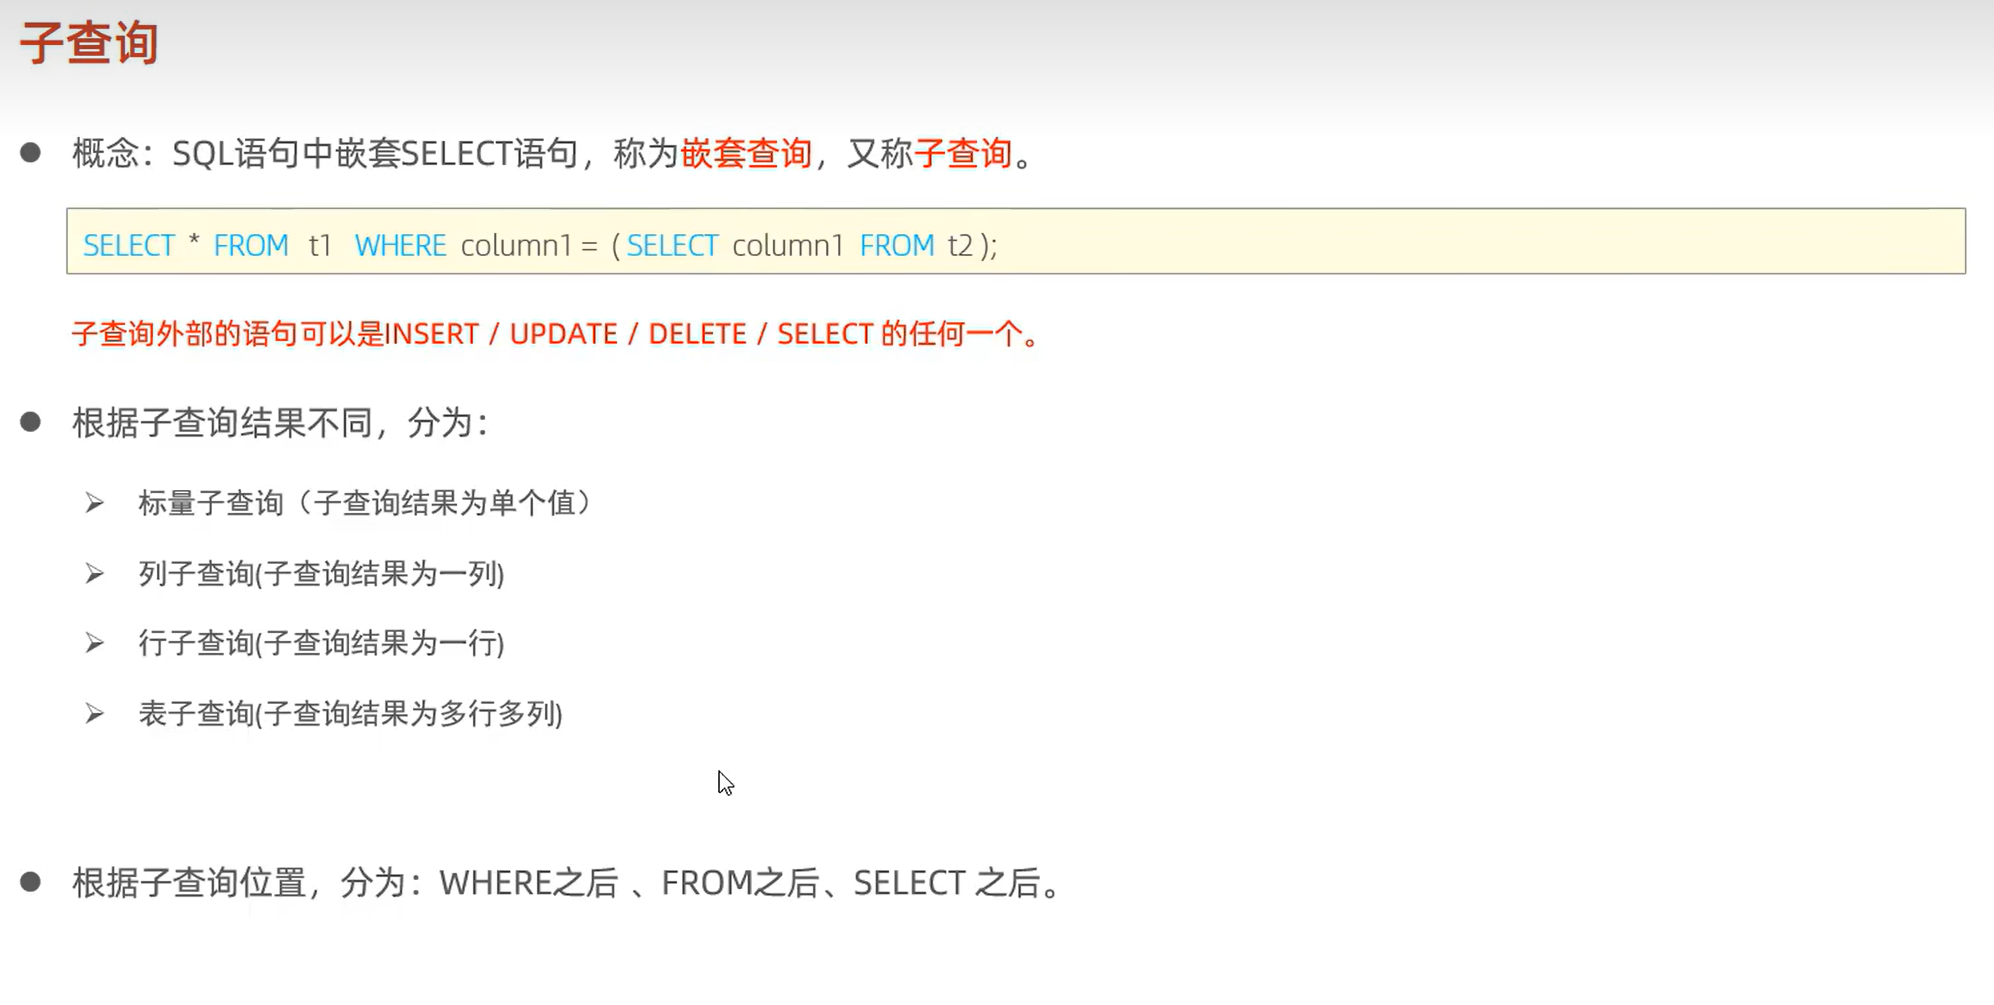 子查询
概念：SQL语句中嵌套SELECT语句，称为嵌套查询，又称子查询。
SELECT * FROM t1 WHERE column1 = ( SELECT column1 FROM t2 );
子查询外部的语句可以是INSERT / UPDATE / DELETE / SELECT 的任何一个。
根据子查询结果不同，分为：
标量子查询（子查询结果为单个值）
列子查询(子查询结果为一列)
行子查询(子查询结果为一行)
表子查询(子查询结果为多行多列)
根据子查询位置，分为：WHERE之后 、FROM之后、SELECT 之后。